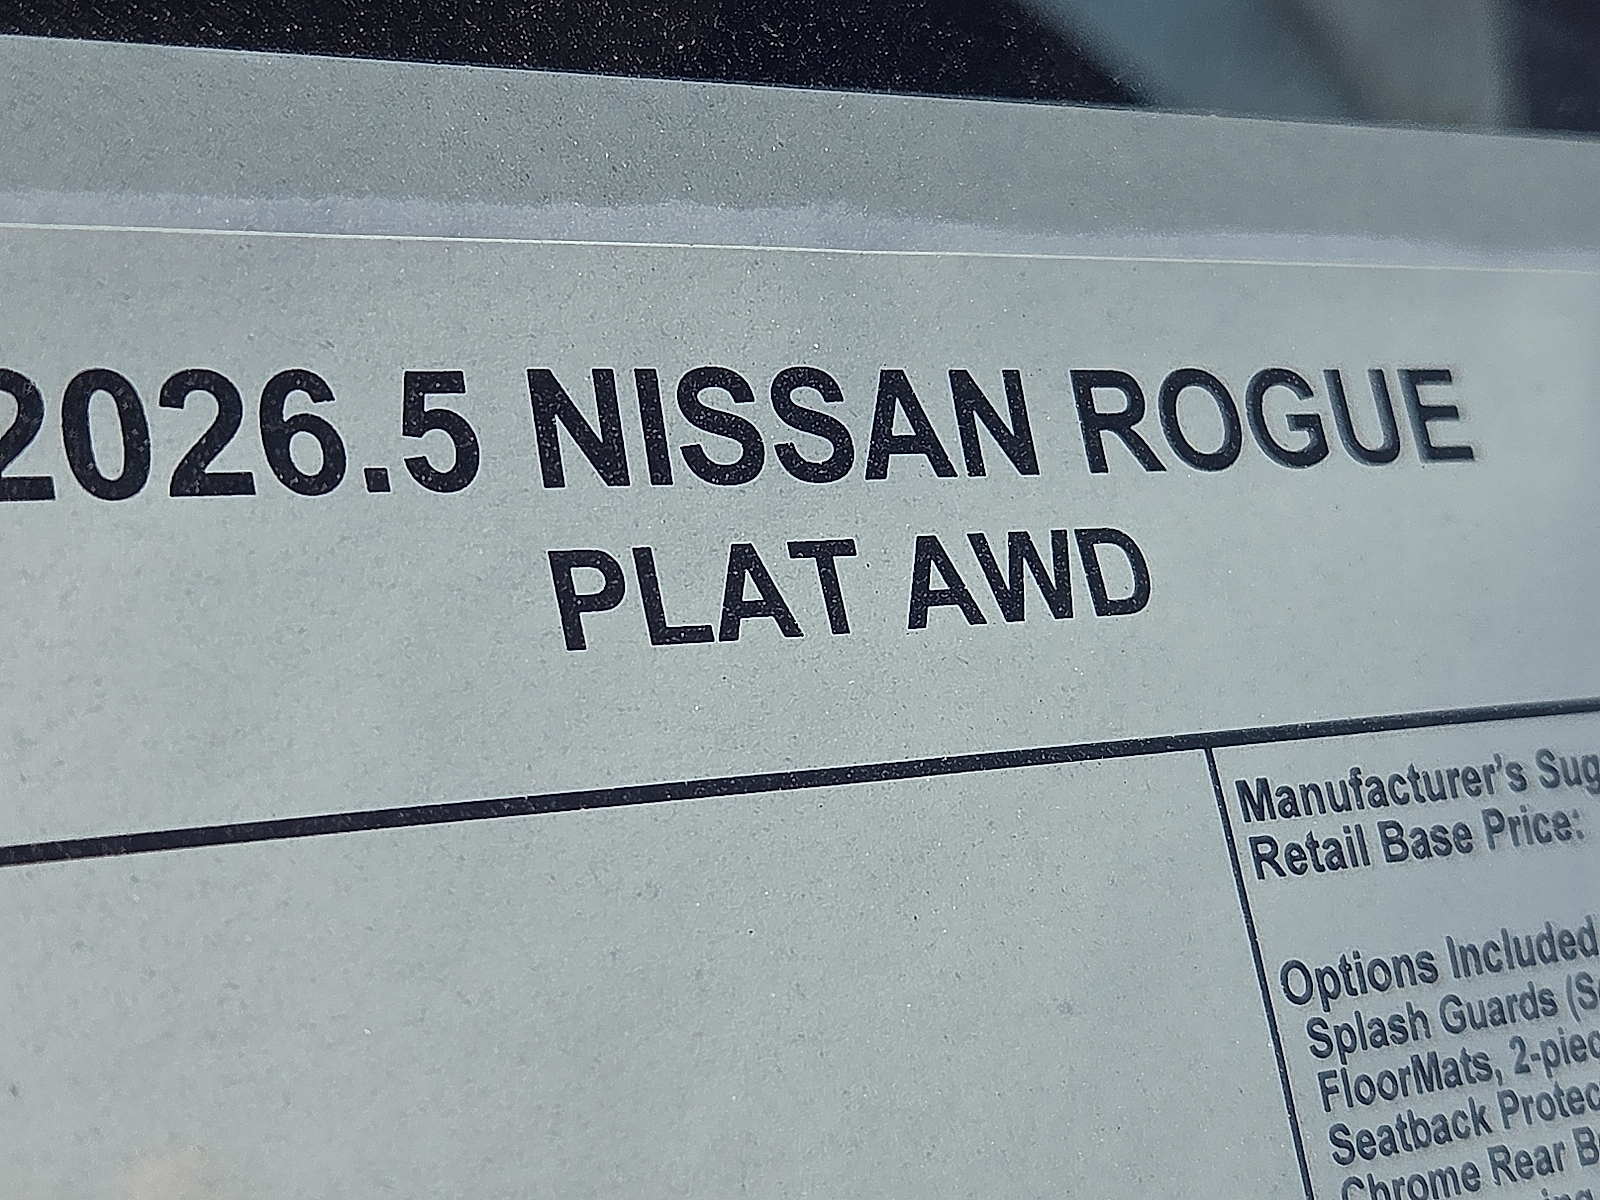 2026.5 NISSAN ROGUE
PLAT AWD
Manufacturer's Sug
Retail Base Price:
Options Included
Splash Guards (S
FloorMats, 2-piec
Seatback Protec
Chrome Rear B